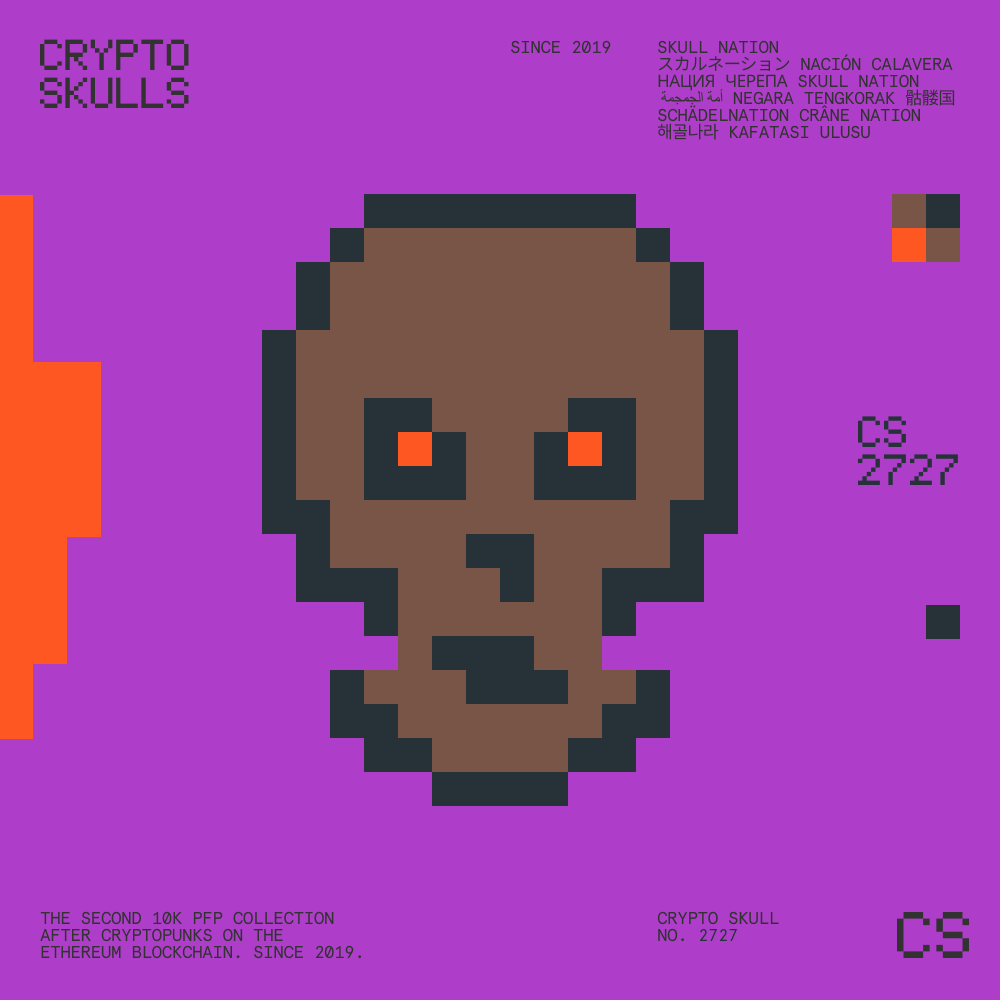 CRYPTO
SKULLS
SINCE 2019
SKULL NATION
スカルネーション NACIÓN CALAVERA
НАЦИЯ ЧЕРЕПА SKULL NATION
أمة الجمجمة NEGARA TENGKORAK 骷髅国
SCHÄDELNATION CRÂNE NATION
해골나라 KAFATASI ULUSU
CS
2727
THE SECOND 10K PFP COLLECTION
AFTER CRYPTOPUNKS ON THE
ETHEREUM BLOCKCHAIN. SINCE 2019.
CRYPTO SKULL
NO. 2727
CS